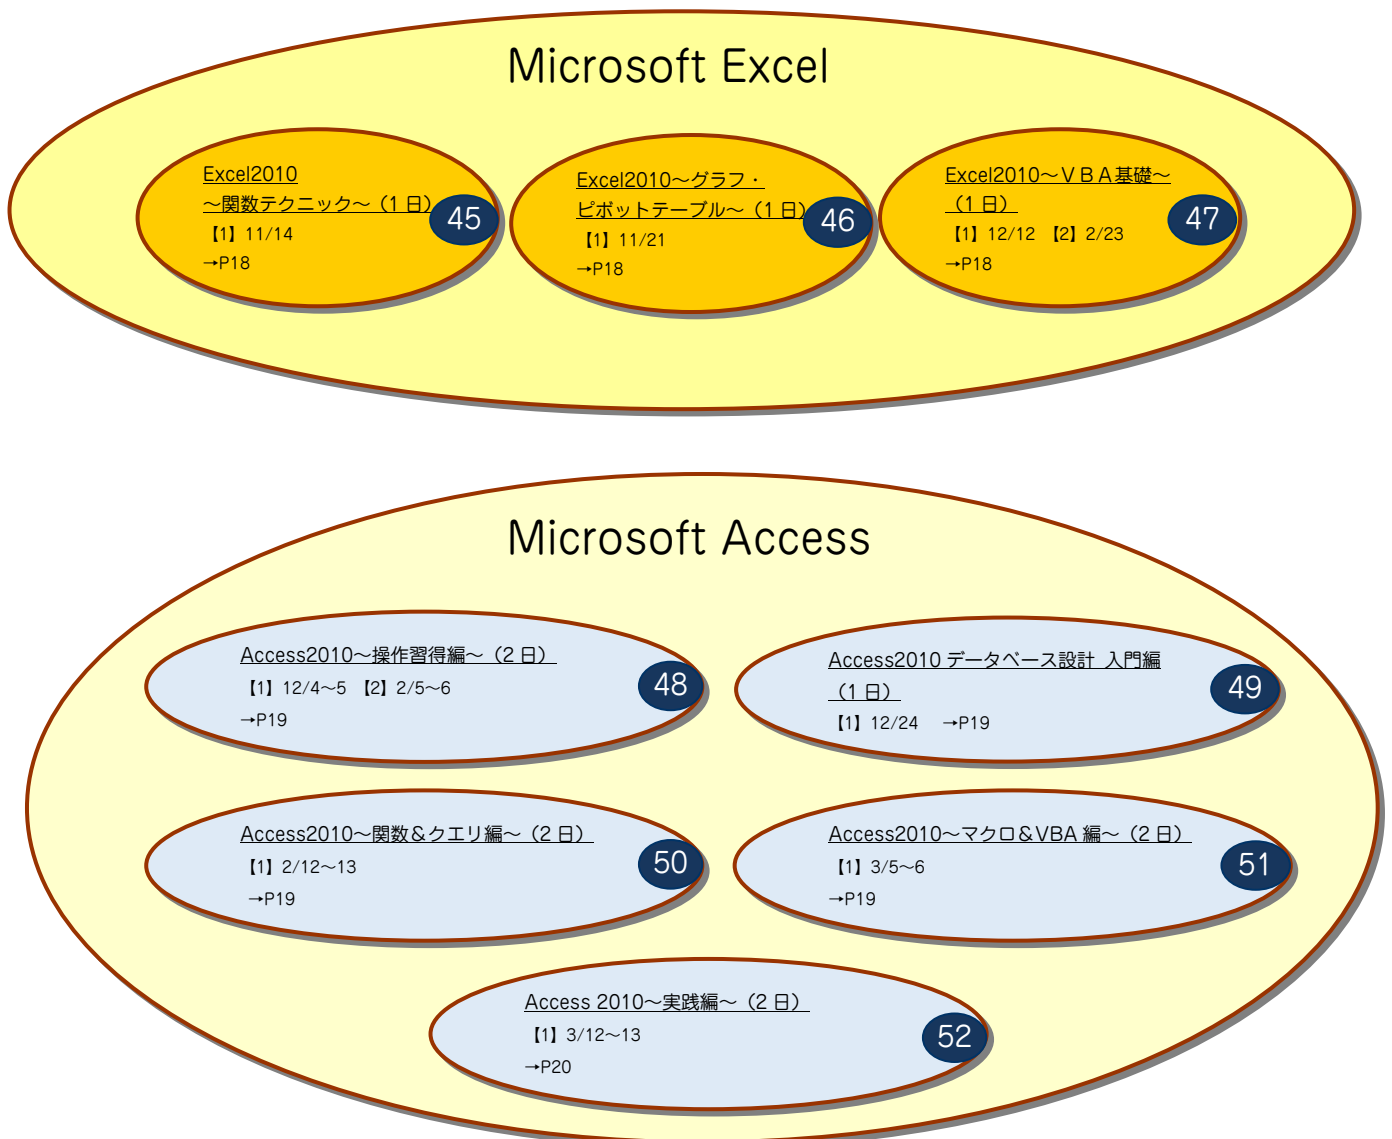 Microsoft Excel
Excel2010
～関数テクニック～（1 日）
【1】11/14
→P18
45
Excel2010～グラフ・
ピボットテーブル～（1 日）
【1】11/21
→P18
46
Excel2010～ＶＢＡ基礎～
（1 日）
【1】12/12 【2】2/23
→P18
47
Microsoft Access
Access2010～操作習得編～（2 日）
【1】12/4～5 【2】2/5～6
→P19
48
Access2010 データベース設計 入門編
（1 日）
【1】12/24 →P19
49
Access2010～関数＆クエリ編～（2 日）
【1】2/12～13
→P19
50
Access2010～マクロ＆VBA 編～（2 日）
【1】3/5～6
→P19
51
Access 2010～実践編～（2 日）
【1】3/12～13
→P20
52